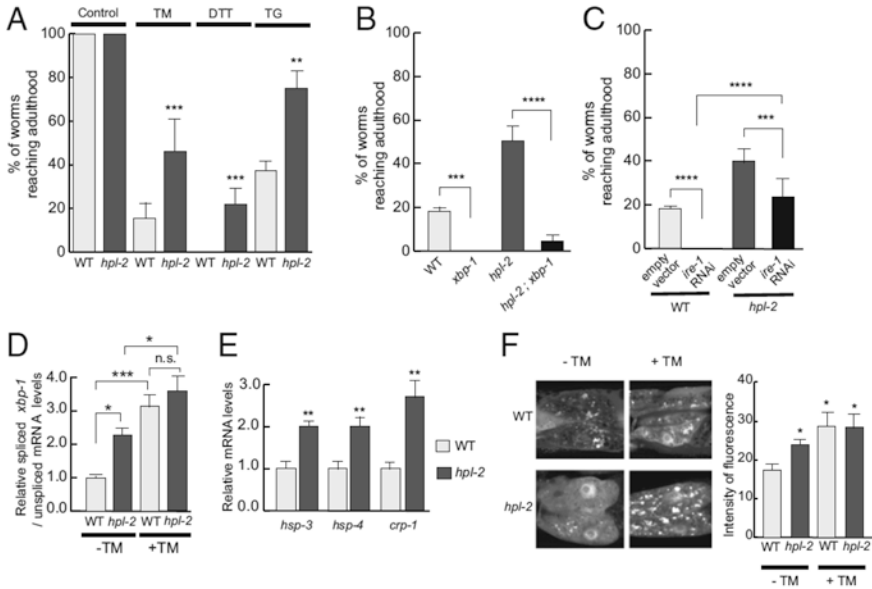 A
Control TM DTT TG
% of worms
reaching adulthood
100
80
60
40
20
0
*** *** **
WT hpl-2 WT hpl-2 WT hpl-2 WT hpl-2
B
% of worms
reaching adulthood
100
80
60
40
20
0
*** ****
WT xbp-1 hpl-2 hpl-2 ; xbp-1
C
% of worms
reaching adulthood
100
80
60
40
20
0
****
**** ***
empty vector ire-1 RNAi empty vector ire-1 RNAi
WT hpl-2
D
Relative spliced xbp-1
/ unspliced mRNA levels
4.0
3.0
2.0
1.0
0.0
*
n.s.
***
*
WT hpl-2 WT hpl-2
-TM +TM
E
Relative mRNA levels
3.0
2.0
1.0
0.0
** ** **
hsp-3 hsp-4 crp-1
WT
hpl-2
F
- TM + TM
WT
hpl-2
Intensity of fluorescence
40
30
20
10
0
* * *
WT hpl-2 WT hpl-2
- TM + TM